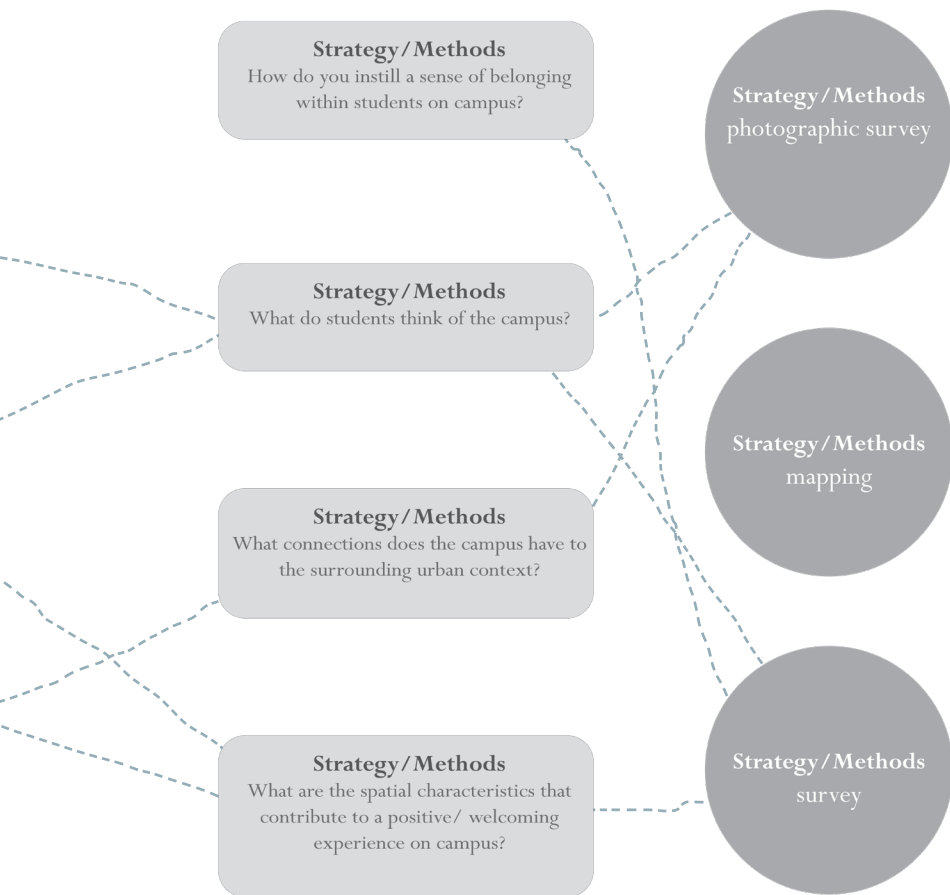 Strategy/Methods
How do you instill a sense of belonging
within students on campus?
Strategy/Methods
What do students think of the campus?
Strategy/Methods
What connections does the campus have to
the surrounding urban context?
Strategy/Methods
What are the spatial characteristics that
contribute to a positive/ welcoming
experience on campus?
Strategy/Methods
photographic survey
Strategy/Methods
mapping
Strategy/Methods
survey